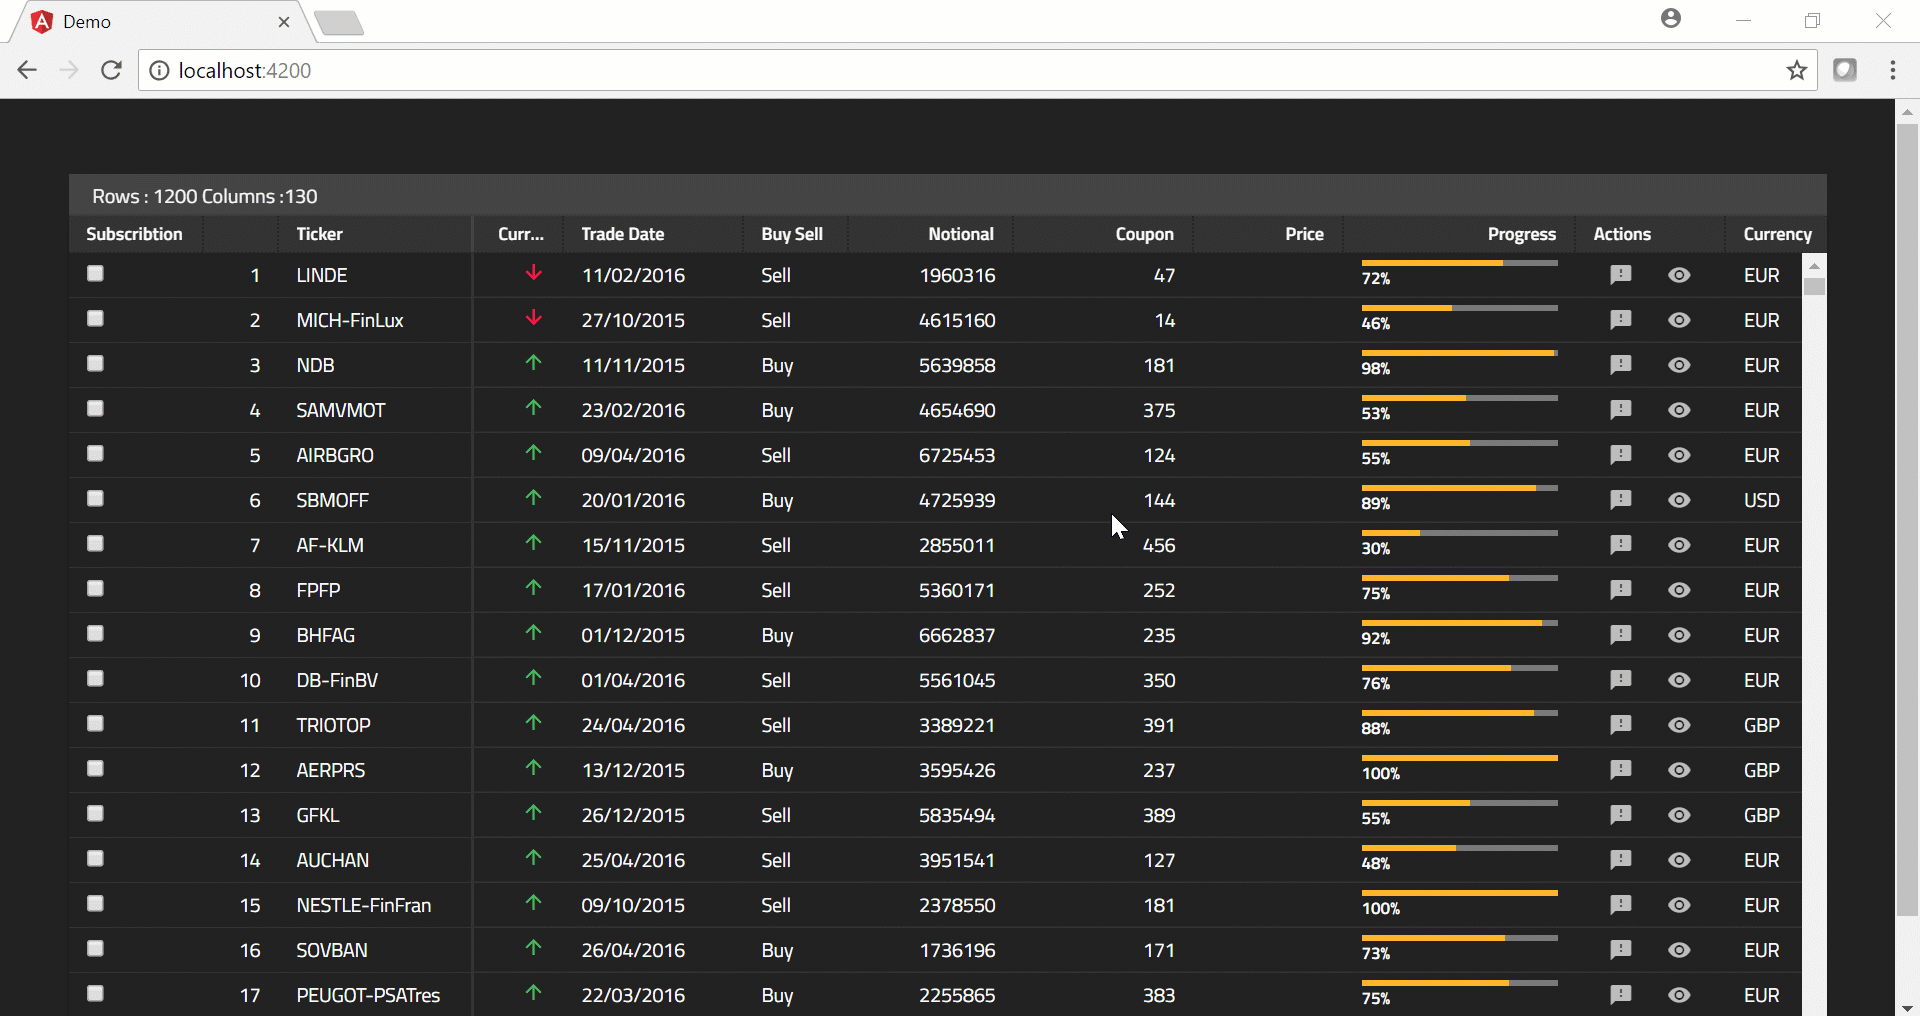 Demo
localhost:4200
Rows : 1200 Columns :130
Subscribtion Ticker Curr... Trade Date Buy Sell Notional Coupon Price Progress Actions Currency
1 LINDE 11/02/2016 Sell 1960316 47 72% EUR
2 MICH-FinLux 27/10/2015 Sell 4615160 14 46% EUR
3 NDB 11/11/2015 Buy 5639858 181 98% EUR
4 SAMVMOT 23/02/2016 Buy 4654690 375 53% EUR
5 AIRBGRO 09/04/2016 Sell 6725453 124 55% EUR
6 SBMOFF 20/01/2016 Buy 4725939 144 89% USD
7 AF-KLM 15/11/2015 Sell 2855011 456 30% EUR
8 FPFP 17/01/2016 Sell 5360171 252 75% EUR
9 BHFAG 01/12/2015 Buy 6662837 235 92% EUR
10 DB-FinBV 01/04/2016 Sell 5561045 350 76% EUR
11 TRIOTOP 24/04/2016 Sell 3389221 391 88% GBP
12 AERPRS 13/12/2015 Buy 3595426 237 100% GBP
13 GFKL 26/12/2015 Sell 5835494 389 55% GBP
14 AUCHAN 25/04/2016 Sell 3951541 127 48% EUR
15 NESTLE-FinFran 09/10/2015 Sell 2378550 181 100% EUR
16 SOVBAN 26/04/2016 Buy 1736196 171 73% EUR
17 PEUGOT-PSATres 22/03/2016 Buy 2255865 383 75% EUR